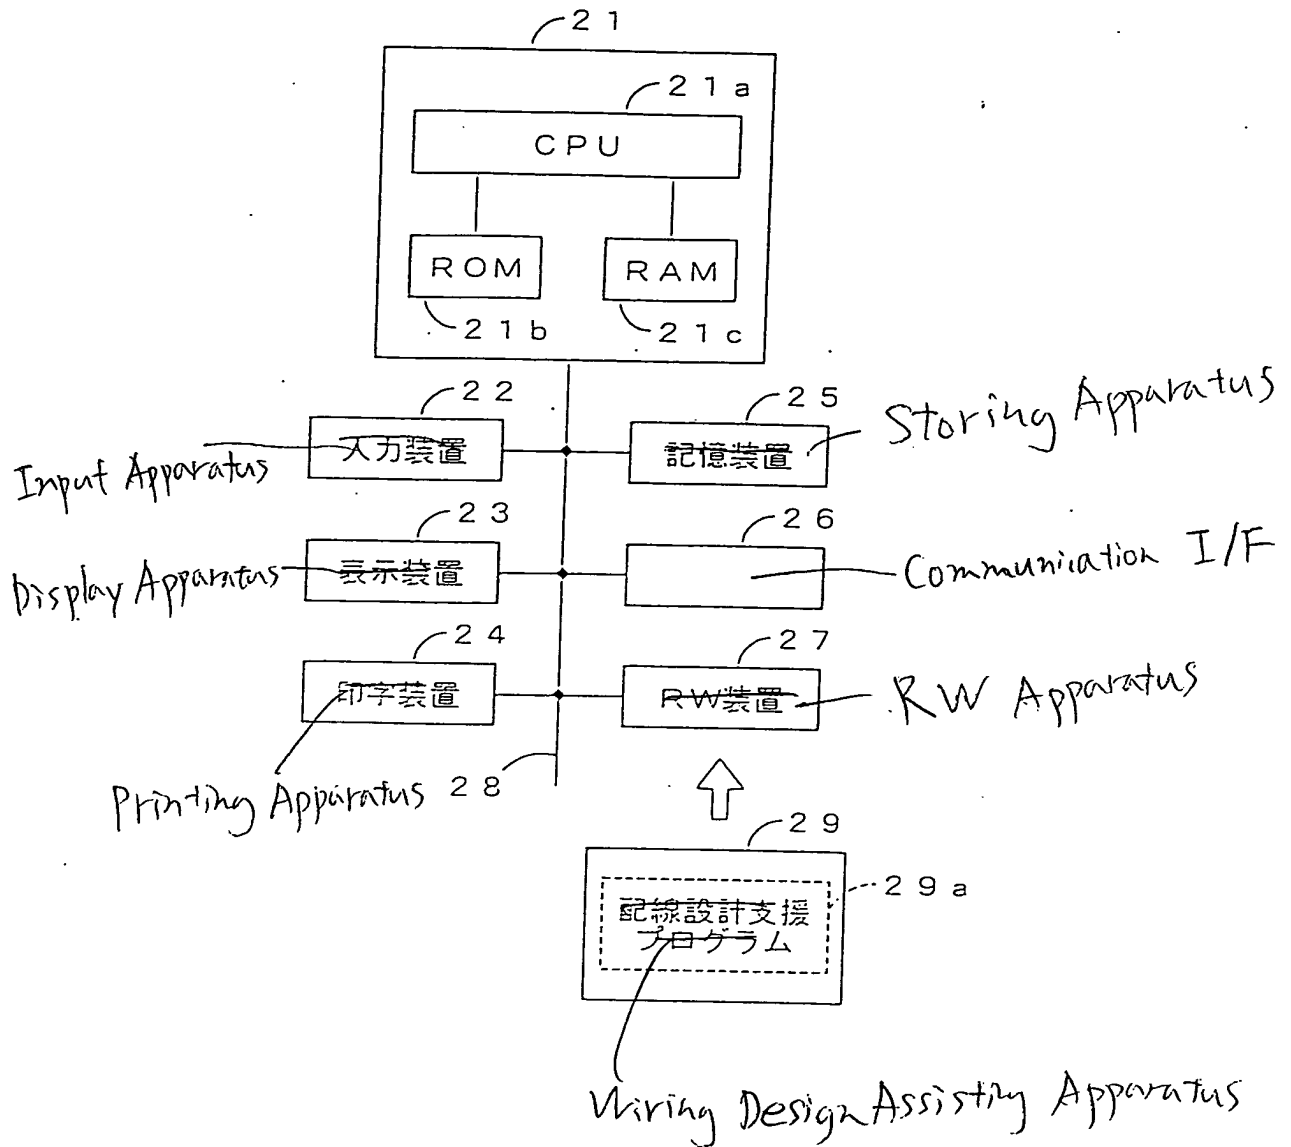 21
21a
CPU
ROM
RAM
21b
21c
22
25
入力装置
記憶装置
Storing Apparatus
Input Apparatus
23
26
表示装置
Display Apparatus
Communication I/F
24
27
印字装置
RW装置
RW Apparatus
Printing Apparatus
28
29
29a
配線設計支援
プログラム
Wiring Design Assisting Apparatus